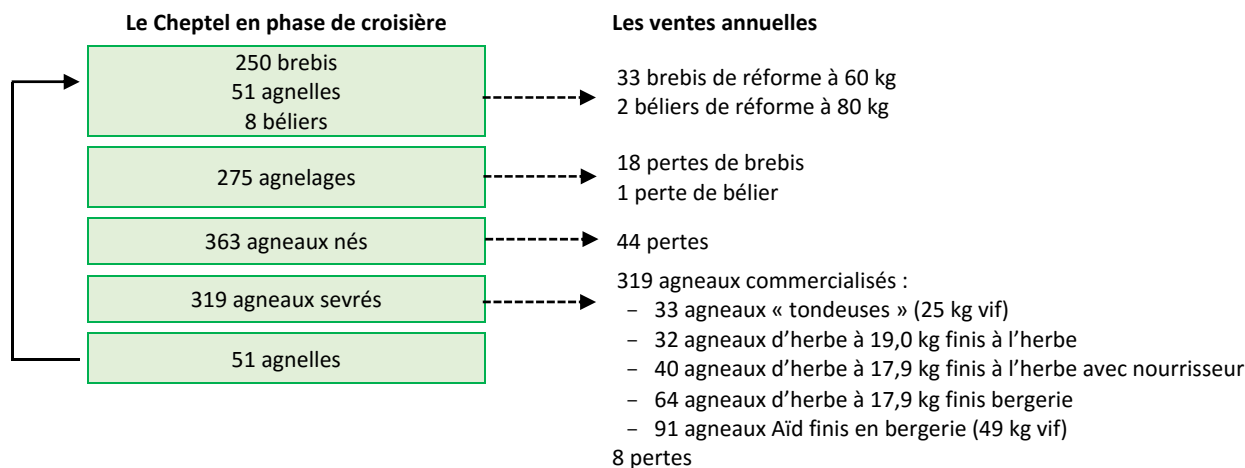 Le Cheptel en phase de croisière
250 brebis
51 agnelles
8 béliers
275 agnelages
363 agneaux nés
319 agneaux sevrés
51 agnelles
Les ventes annuelles
33 brebis de réforme à 60 kg
2 béliers de réforme à 80 kg
18 pertes de brebis
1 perte de bélier
44 pertes
319 agneaux commercialisés :
- 33 agneaux « tondeuses » (25 kg vif)
- 32 agneaux d’herbe à 19,0 kg finis à l’herbe
- 40 agneaux d’herbe à 17,9 kg finis à l’herbe avec nourrisseur
- 64 agneaux d’herbe à 17,9 kg finis bergerie
- 91 agneaux Aïd finis en bergerie (49 kg vif)
8 pertes